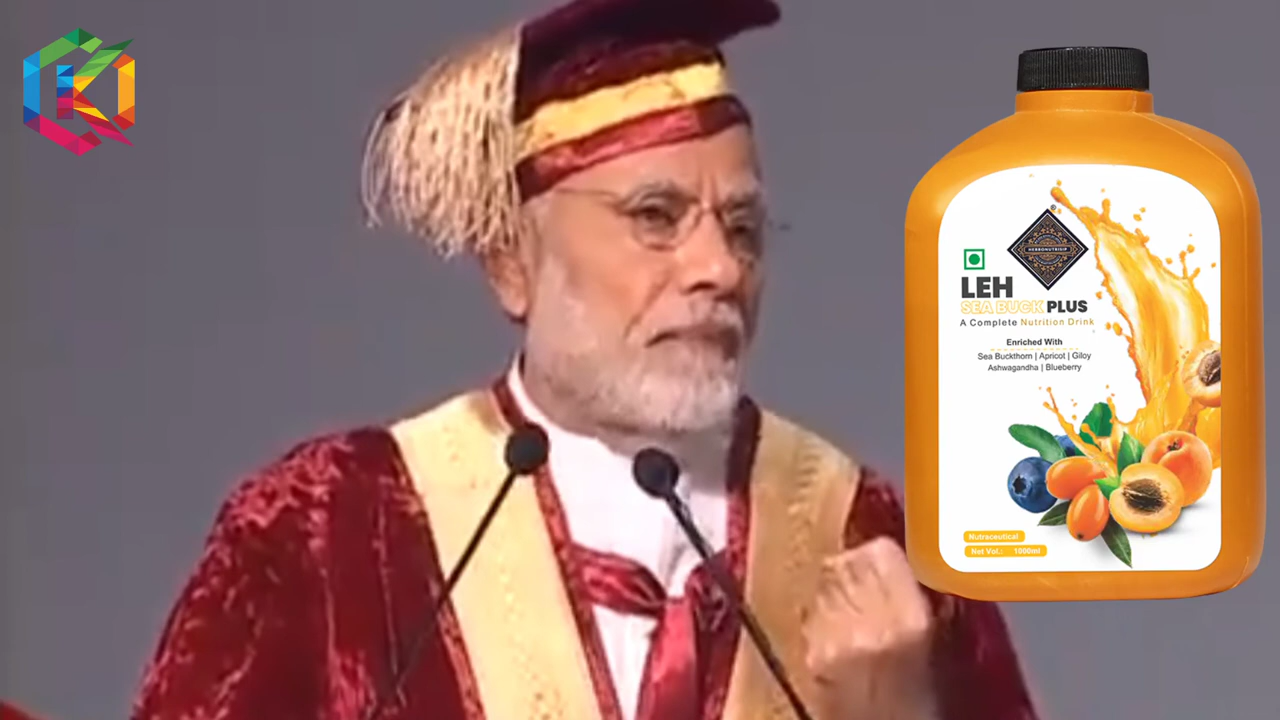 HERBONUTRISIP
LEH
SEA BUCK PLUS
A Complete Nutrition Drink
Enriched With
Sea Buckthorn | Apricot | Giloy
Ashwagandha | Blueberry
Nutraceutical
Net Vol.: 1000ml